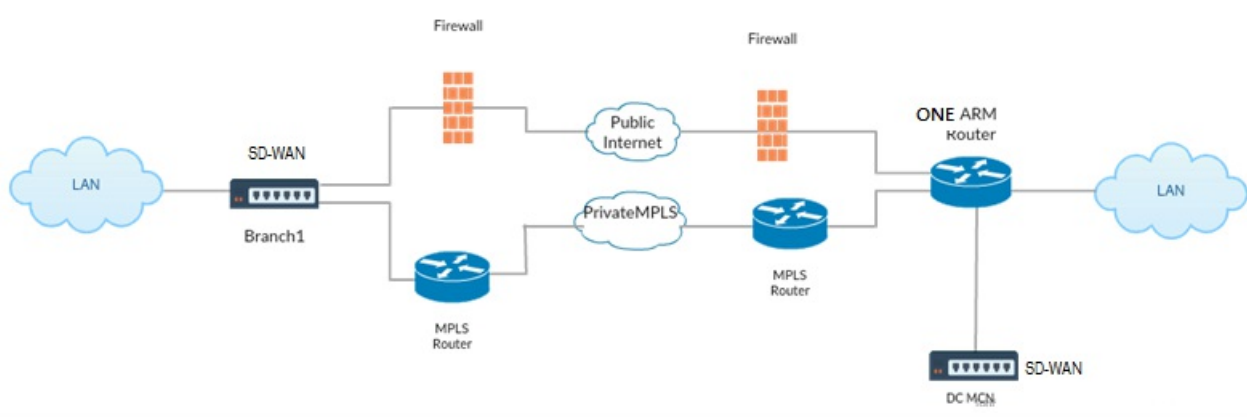 Firewall
Firewall
ONE ARM
Router
Public
Internet
SD-WAN
LAN
LAN
PrivateMPLS
Branch1
MPLS
Router
MPLS
Router
SD-WAN
DC MCN